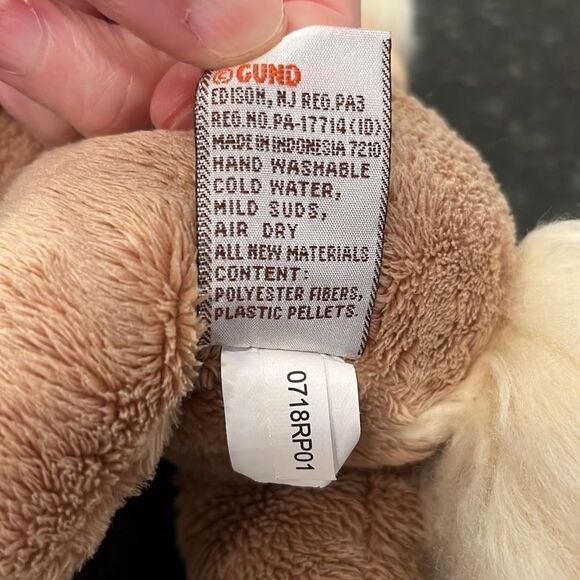 ©GUND
EDISON, NJ REG.PA3
REG.NO.PA-17714(ID)
MADE IN INDONESIA 7210
HAND WASHABLE
COLD WATER,
MILD SUDS,
AIR DRY
ALL NEW MATERIALS
CONTENT:
POLYESTER FIBERS,
PLASTIC PELLETS.
0718RP01